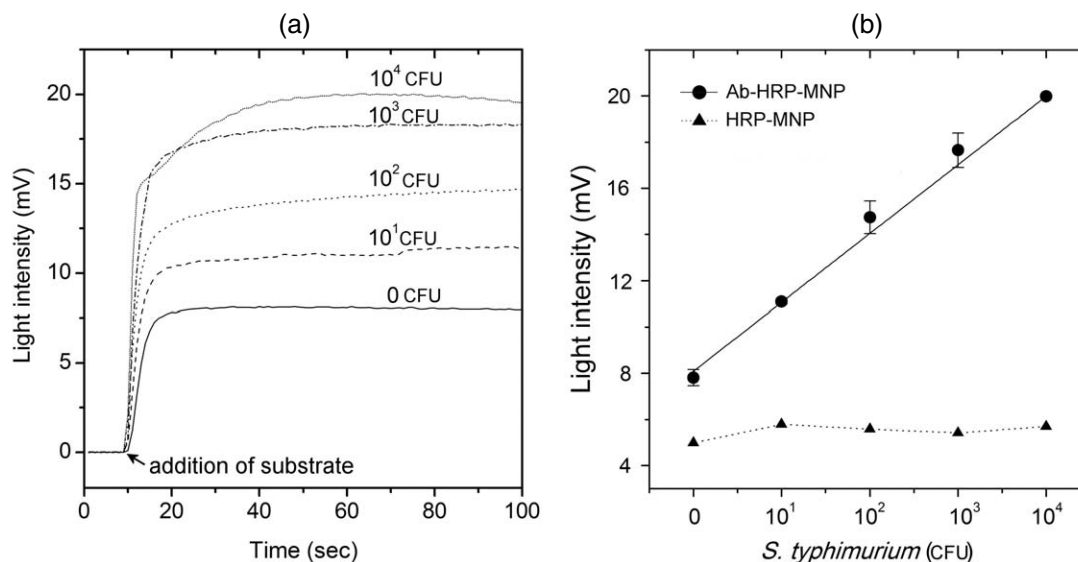 (a)
Light intensity (mV)
20
15
10
5
0
10⁴ CFU
10³ CFU
10² CFU
10¹ CFU
0 CFU
addition of substrate
0
20
40
60
80
100
Time (sec)
(b)
Light intensity (mV)
20
16
12
8
4
Ab-HRP-MNP
HRP-MNP
0
10¹
10²
10³
10⁴
S. typhimurium (CFU)